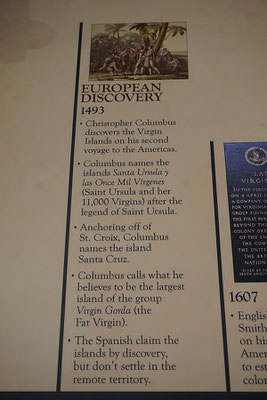 EUROPEAN
DISCOVERY
1493
• Christopher Columbus
discovers the Virgin
Islands on his second
voyage to the Americas.
• Columbus names the
islands Santa Ursula y
las Once Mil Vírgenes
(Saint Ursula and her
11,000 Virgins) after the
legend of Saint Ursula.
• Anchoring off of
St. Croix, Columbus
names the island
Santa Cruz.
• Columbus calls what he
believes to be the largest
island of the group
Virgin Gorda (the
Fat Virgin).
• The Spanish claim the
islands by discovery,
but don't settle in the
remote territory.
1607
• Englis
Smith
on his
Amer
to est
colon